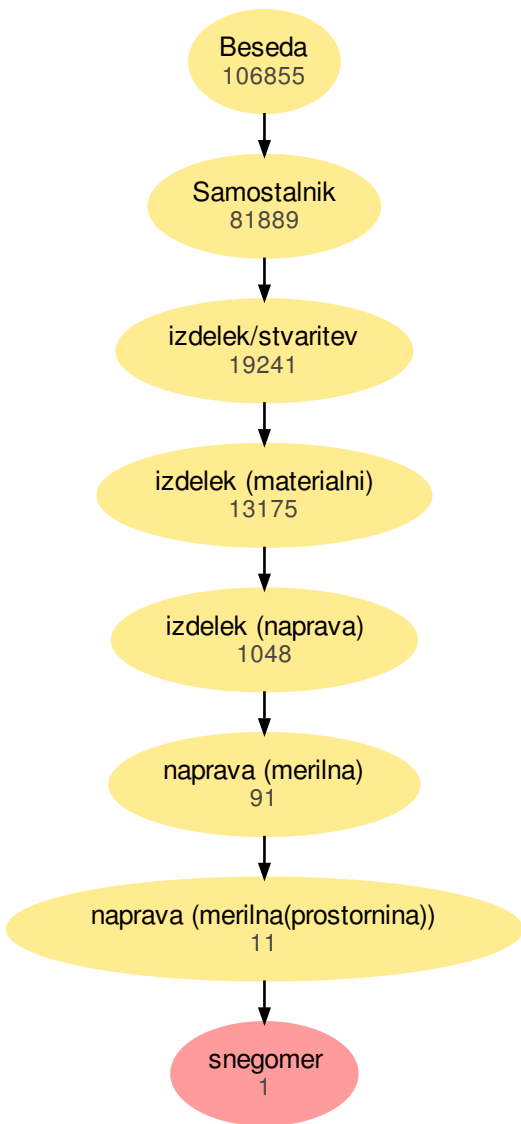 Beseda
106855
Samostalnik
81889
izdelek/stvaritev
19241
izdelek (materialni)
13175
izdelek (naprava)
1048
naprava (merilna)
91
naprava (merilna(prostornina))
11
snegomer
1